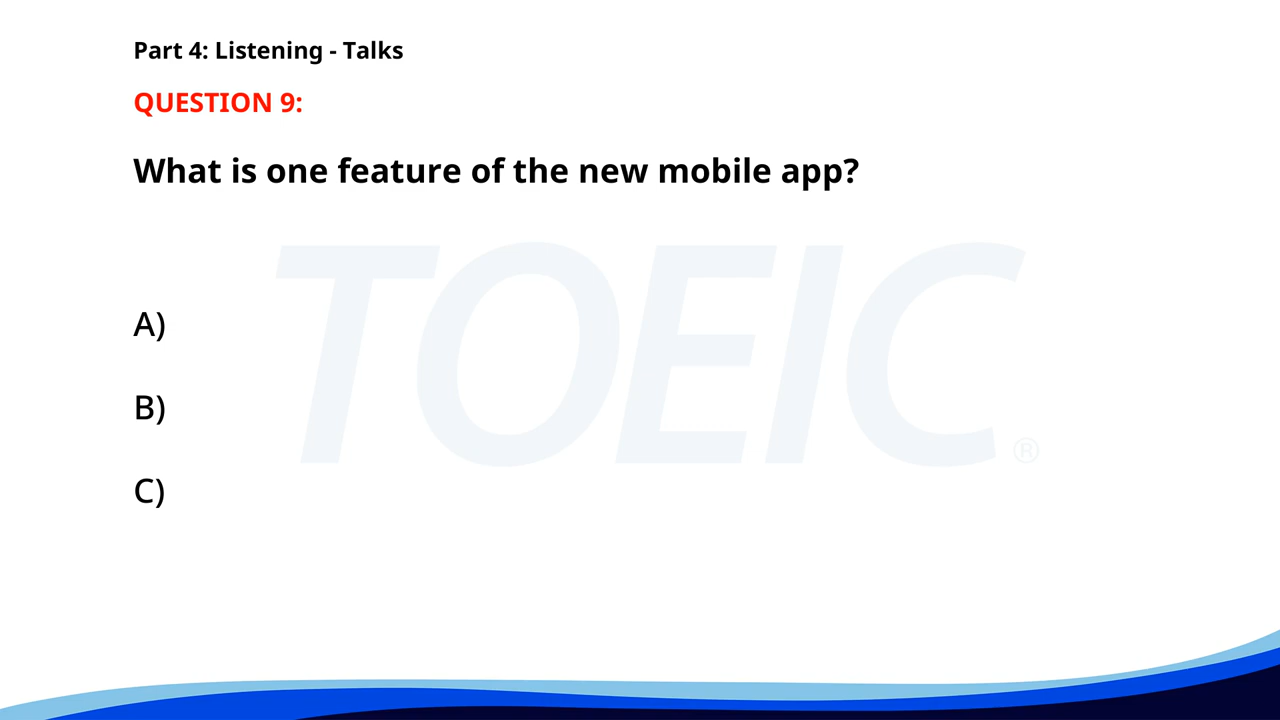 Part 4: Listening - Talks
QUESTION 9:
What is one feature of the new mobile app?
TOEIC®
A)
B)
C)